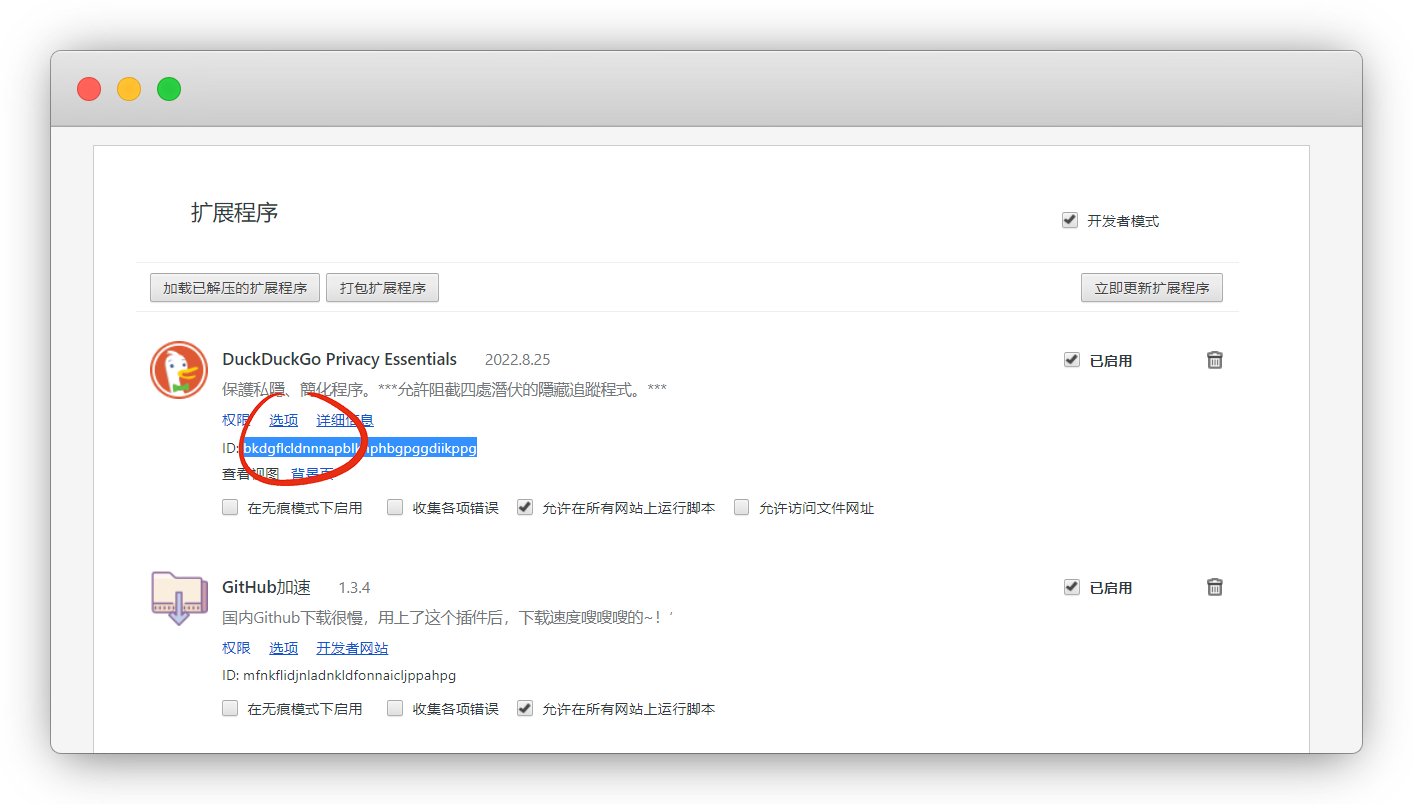 扩展程序
开发者模式
加载已解压的扩展程序 打包扩展程序 立即更新扩展程序
DuckDuckGo Privacy Essentials 2022.8.25 已启用
保護私隱、簡化程序。***允許阻截四處潛伏的隱藏追蹤程式。***
权限 选项 详细信息
ID: bkdgflcldnnnapblkhphbgpggdiikppg
查看视图 背景页
在无痕模式下启用 收集各项错误 允许在所有网站上运行脚本 允许访问文件网址
GitHub加速 1.3.4 已启用
国内Github下载很慢，用上了这个插件后，下载速度嗖嗖嗖的~！'
权限 选项 开发者网站
ID: mfnkflidjnladnkldfonnaicljppahpg
在无痕模式下启用 收集各项错误 允许在所有网站上运行脚本